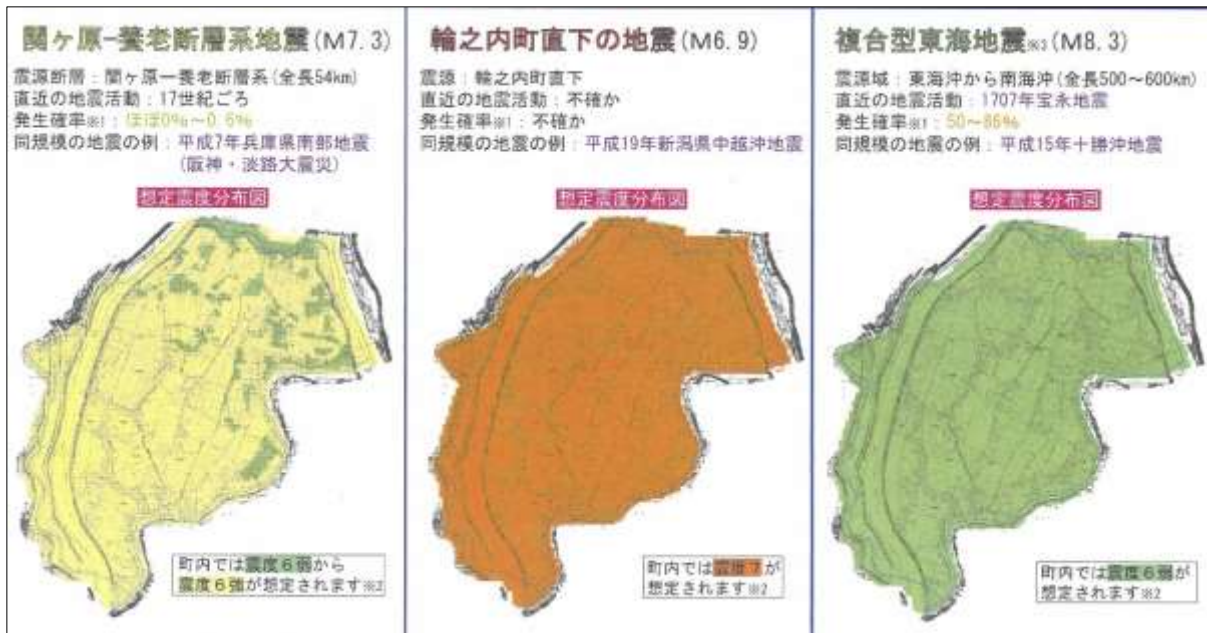 関ヶ原-養老断層系地震(M7.3)
震源断層:関ヶ原-養老断層系(全長54km)
直近の地震活動:17世紀ごろ
発生確率※1:ほぼ0%~0.6%
同規模の地震の例:平成7年兵庫県南部地震
(阪神・淡路大震災)
想定震度分布図
町内では震度6弱から
震度6強が想定されます※2
輪之内町直下の地震(M6.9)
震源:輪之内町直下
直近の地震活動:不確か
発生確率※1:不確か
同規模の地震の例:平成19年新潟県中越沖地震
想定震度分布図
町内では震度7が
想定されます※2
複合型東海地震※3(M8.3)
震源域:東海沖から南海沖(全長500~600km)
直近の地震活動:1707年宝永地震
発生確率※1:50~86%
同規模の地震の例:平成15年十勝沖地震
想定震度分布図
町内では震度6弱が
想定されます※2